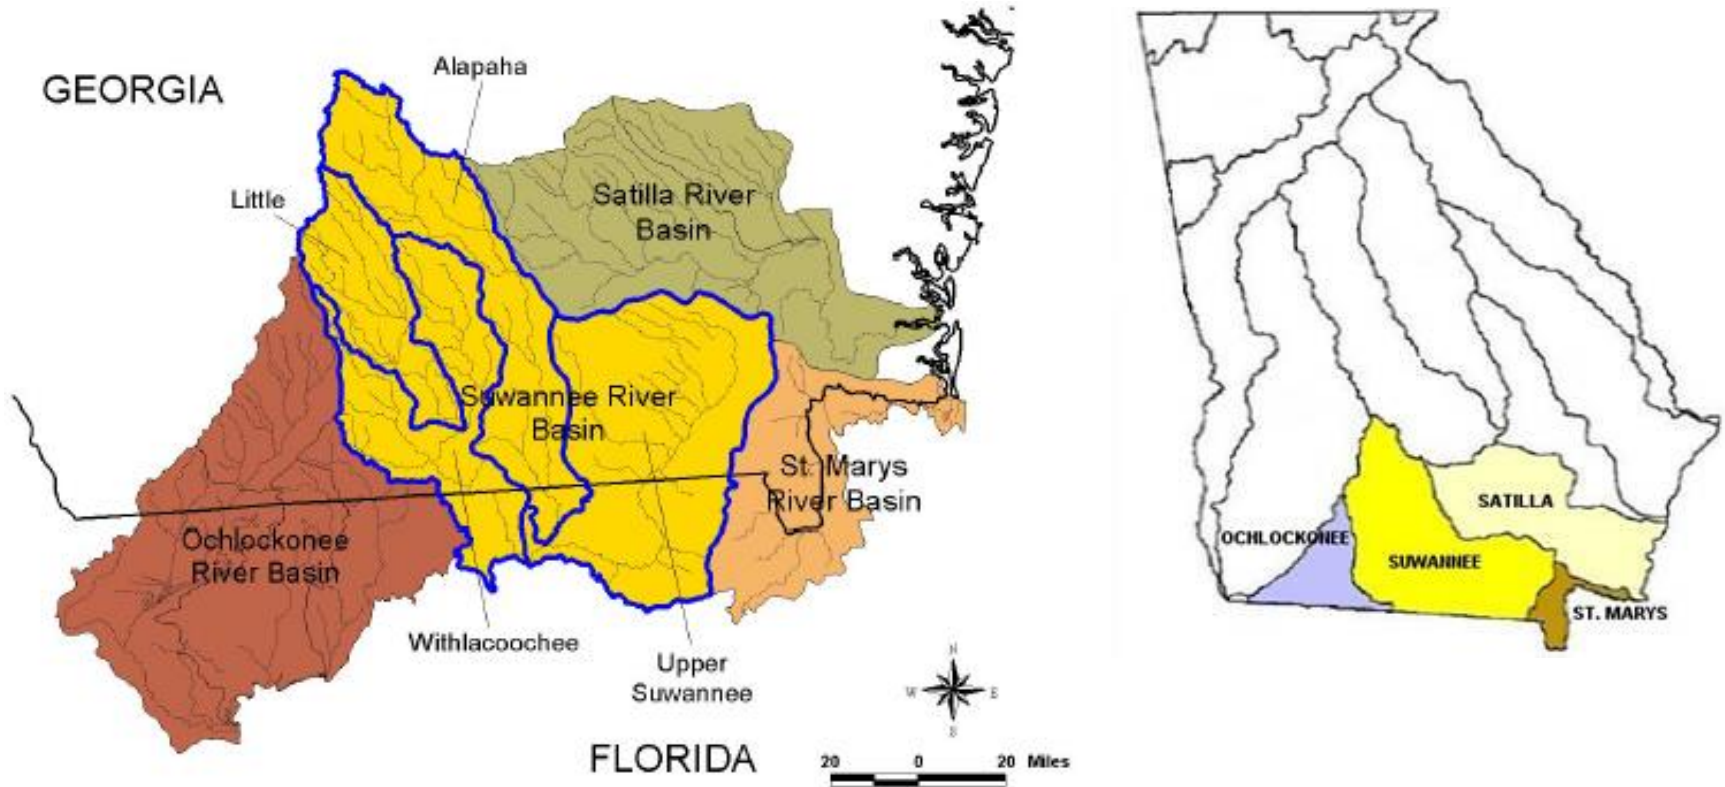 GEORGIA
Alapaha
Little
Satilla River
Basin
Suwannee River
Basin
St. Marys
River Basin
Ochlockonee
River Basin
Withlacoochee
Upper
Suwannee
FLORIDA
N
W
E
S
20 0 20 Miles
SATILLA
OCHLOCKONEE
SUWANNEE
ST. MARYS